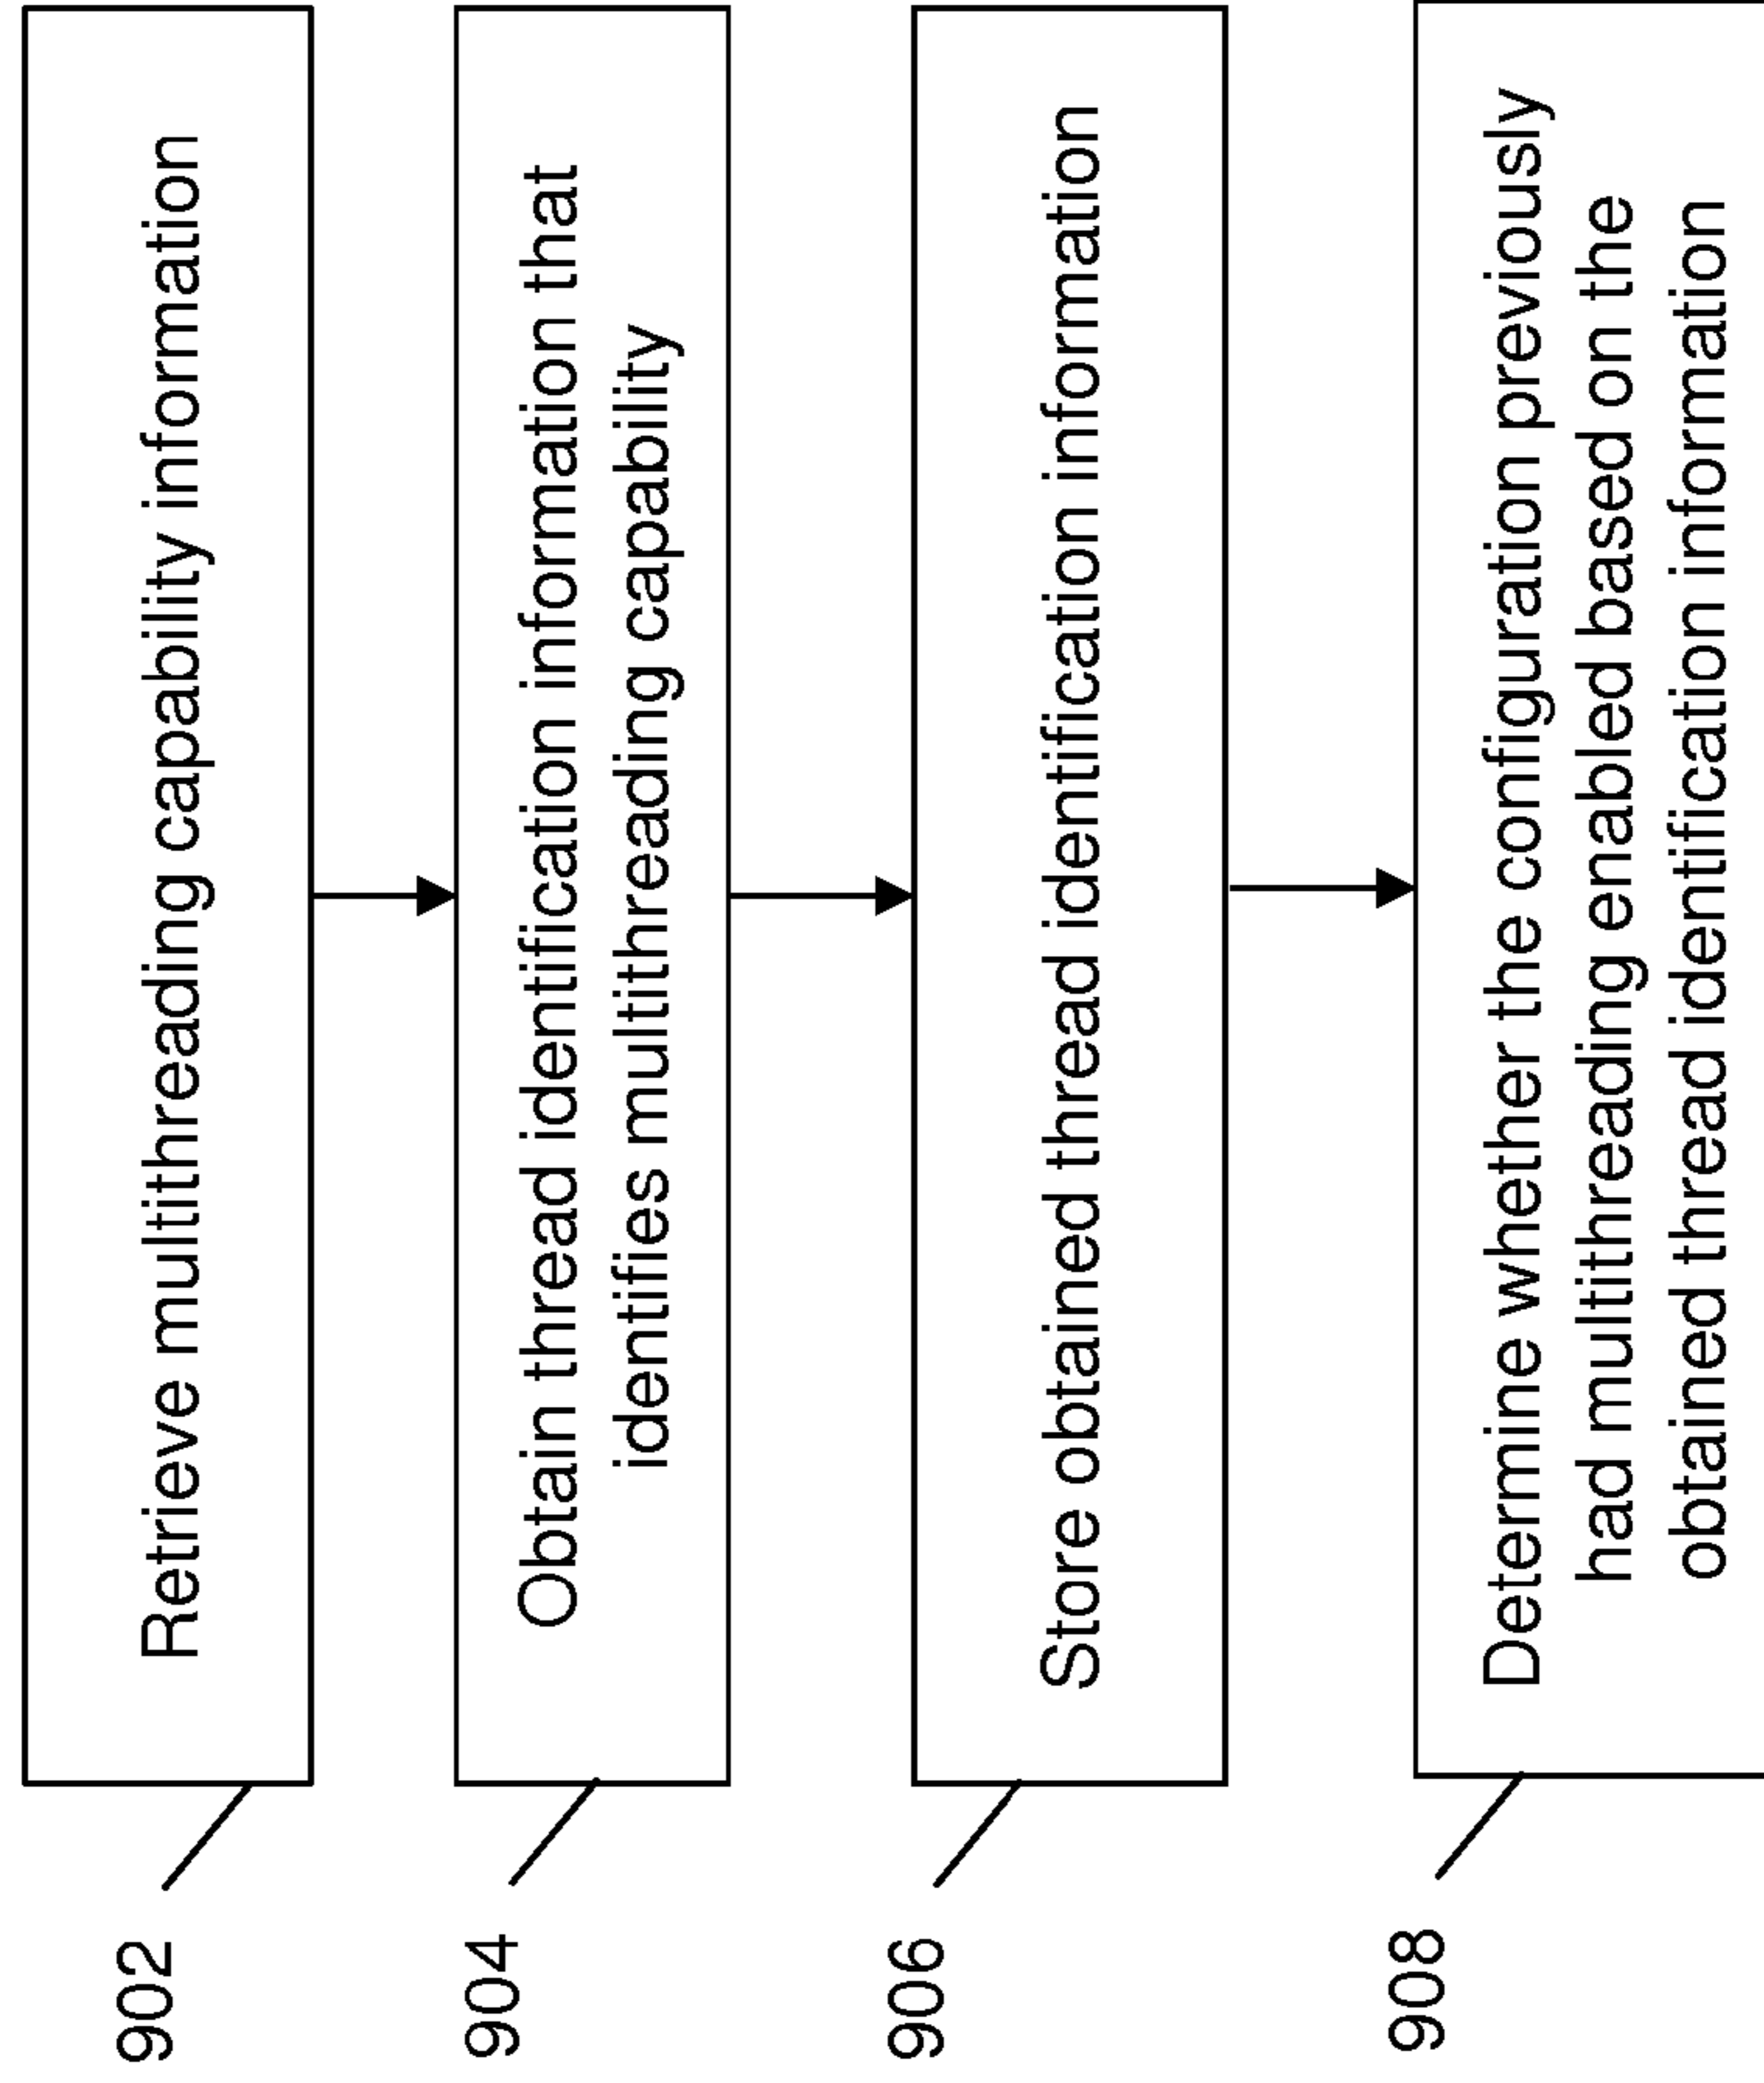 902
Retrieve multithreading capability information
904
Obtain thread identification information that
identifies multithreading capability
906
Store obtained thread identification information
908
Determine whether the configuration previously
had multithreading enabled based on the
obtained thread identification information